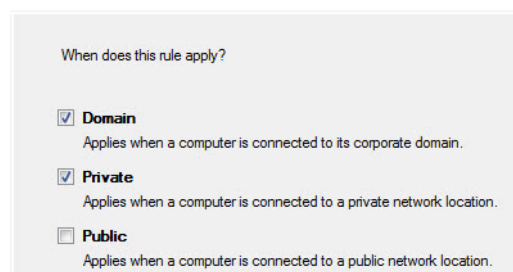 When does this rule apply?
Domain
Applies when a computer is connected to its corporate domain.
Private
Applies when a computer is connected to a private network location.
Public
Applies when a computer is connected to a public network location.